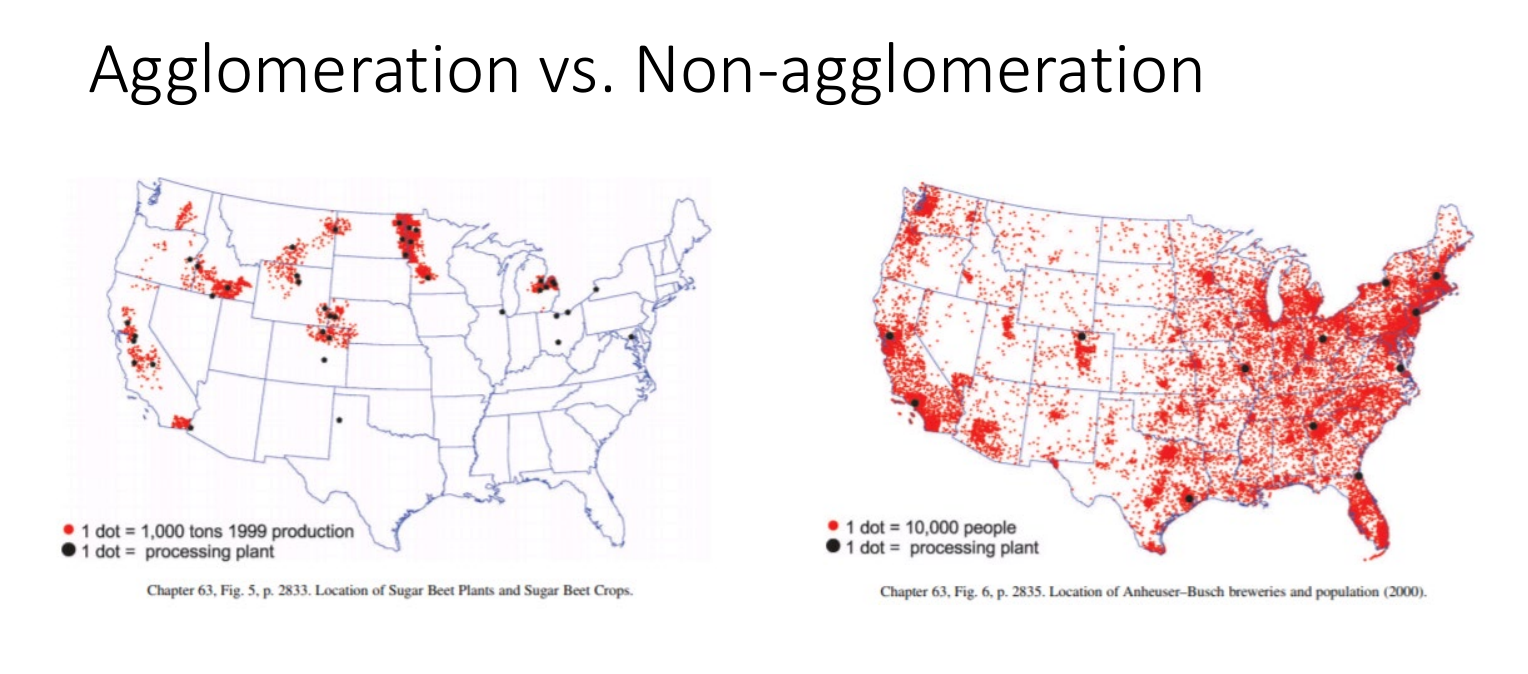 Agglomeration vs. Non-agglomeration
1 dot = 1,000 tons 1999 production
1 dot = processing plant
Chapter 63, Fig. 5, p. 2833. Location of Sugar Beet Plants and Sugar Beet Crops.
1 dot = 10,000 people
1 dot = processing plant
Chapter 63, Fig. 6, p. 2835. Location of Anheuser–Busch breweries and population (2000).